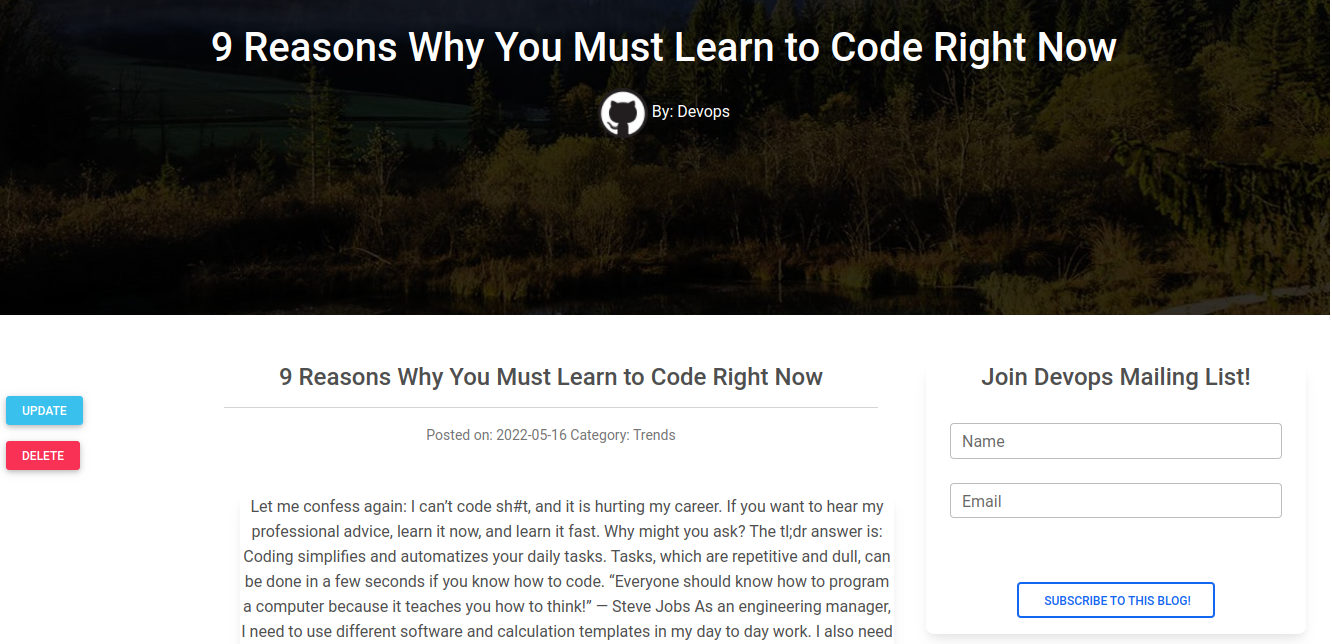 9 Reasons Why You Must Learn to Code Right Now
By: Devops
9 Reasons Why You Must Learn to Code Right Now
Posted on: 2022-05-16 Category: Trends
UPDATE
DELETE
Let me confess again: I can’t code sh#t, and it is hurting my career. If you want to hear my
professional advice, learn it now, and learn it fast. Why might you ask? The tl;dr answer is:
Coding simplifies and automatizes your daily tasks. Tasks, which are repetitive and dull, can
be done in a few seconds if you know how to code. “Everyone should know how to program
a computer because it teaches you how to think!” — Steve Jobs As an engineering manager,
I need to use different software and calculation templates in my day to day work. I also need
Join Devops Mailing List!
Name
Email
SUBSCRIBE TO THIS BLOG!